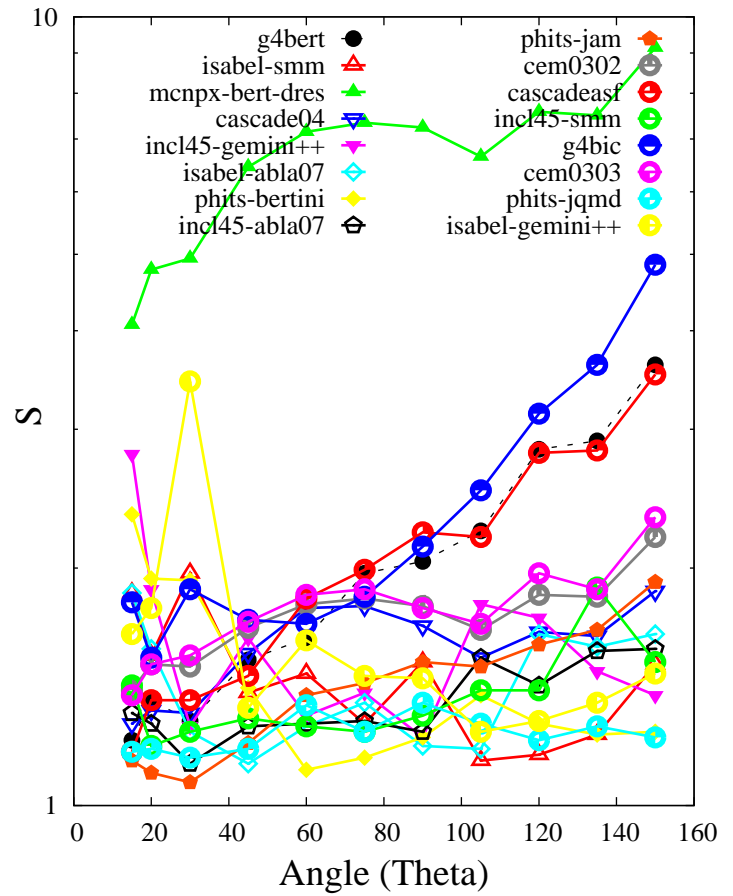 10
g4bert
isabel-smm
mcnpx-bert-dres
cascade04
incl45-gemini++
isabel-abla07
phits-bertini
incl45-abla07
phits-jam
cem0302
cascadeasf
incl45-smm
g4bic
cem0303
phits-jqmd
isabel-gemini++
S
1
0 20 40 60 80 100 120 140 160
Angle (Theta)